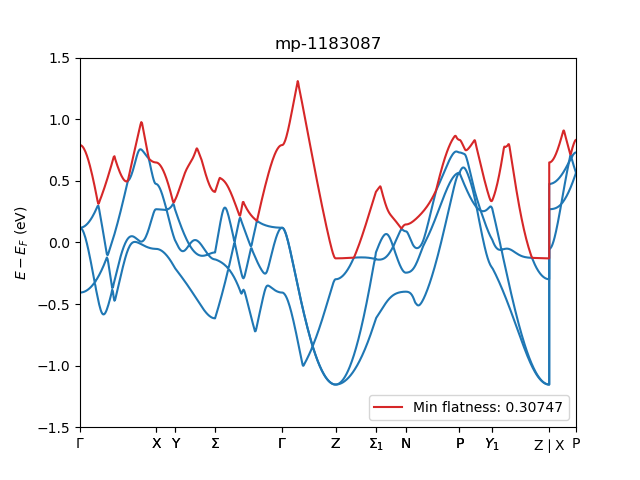 mp-1183087
E − E_F (eV)
1.5
1.0
0.5
0.0
−0.5
−1.0
−1.5
Min flatness: 0.30747
Γ X Y Σ Γ Z Σ₁ N P Y₁ Z | X P